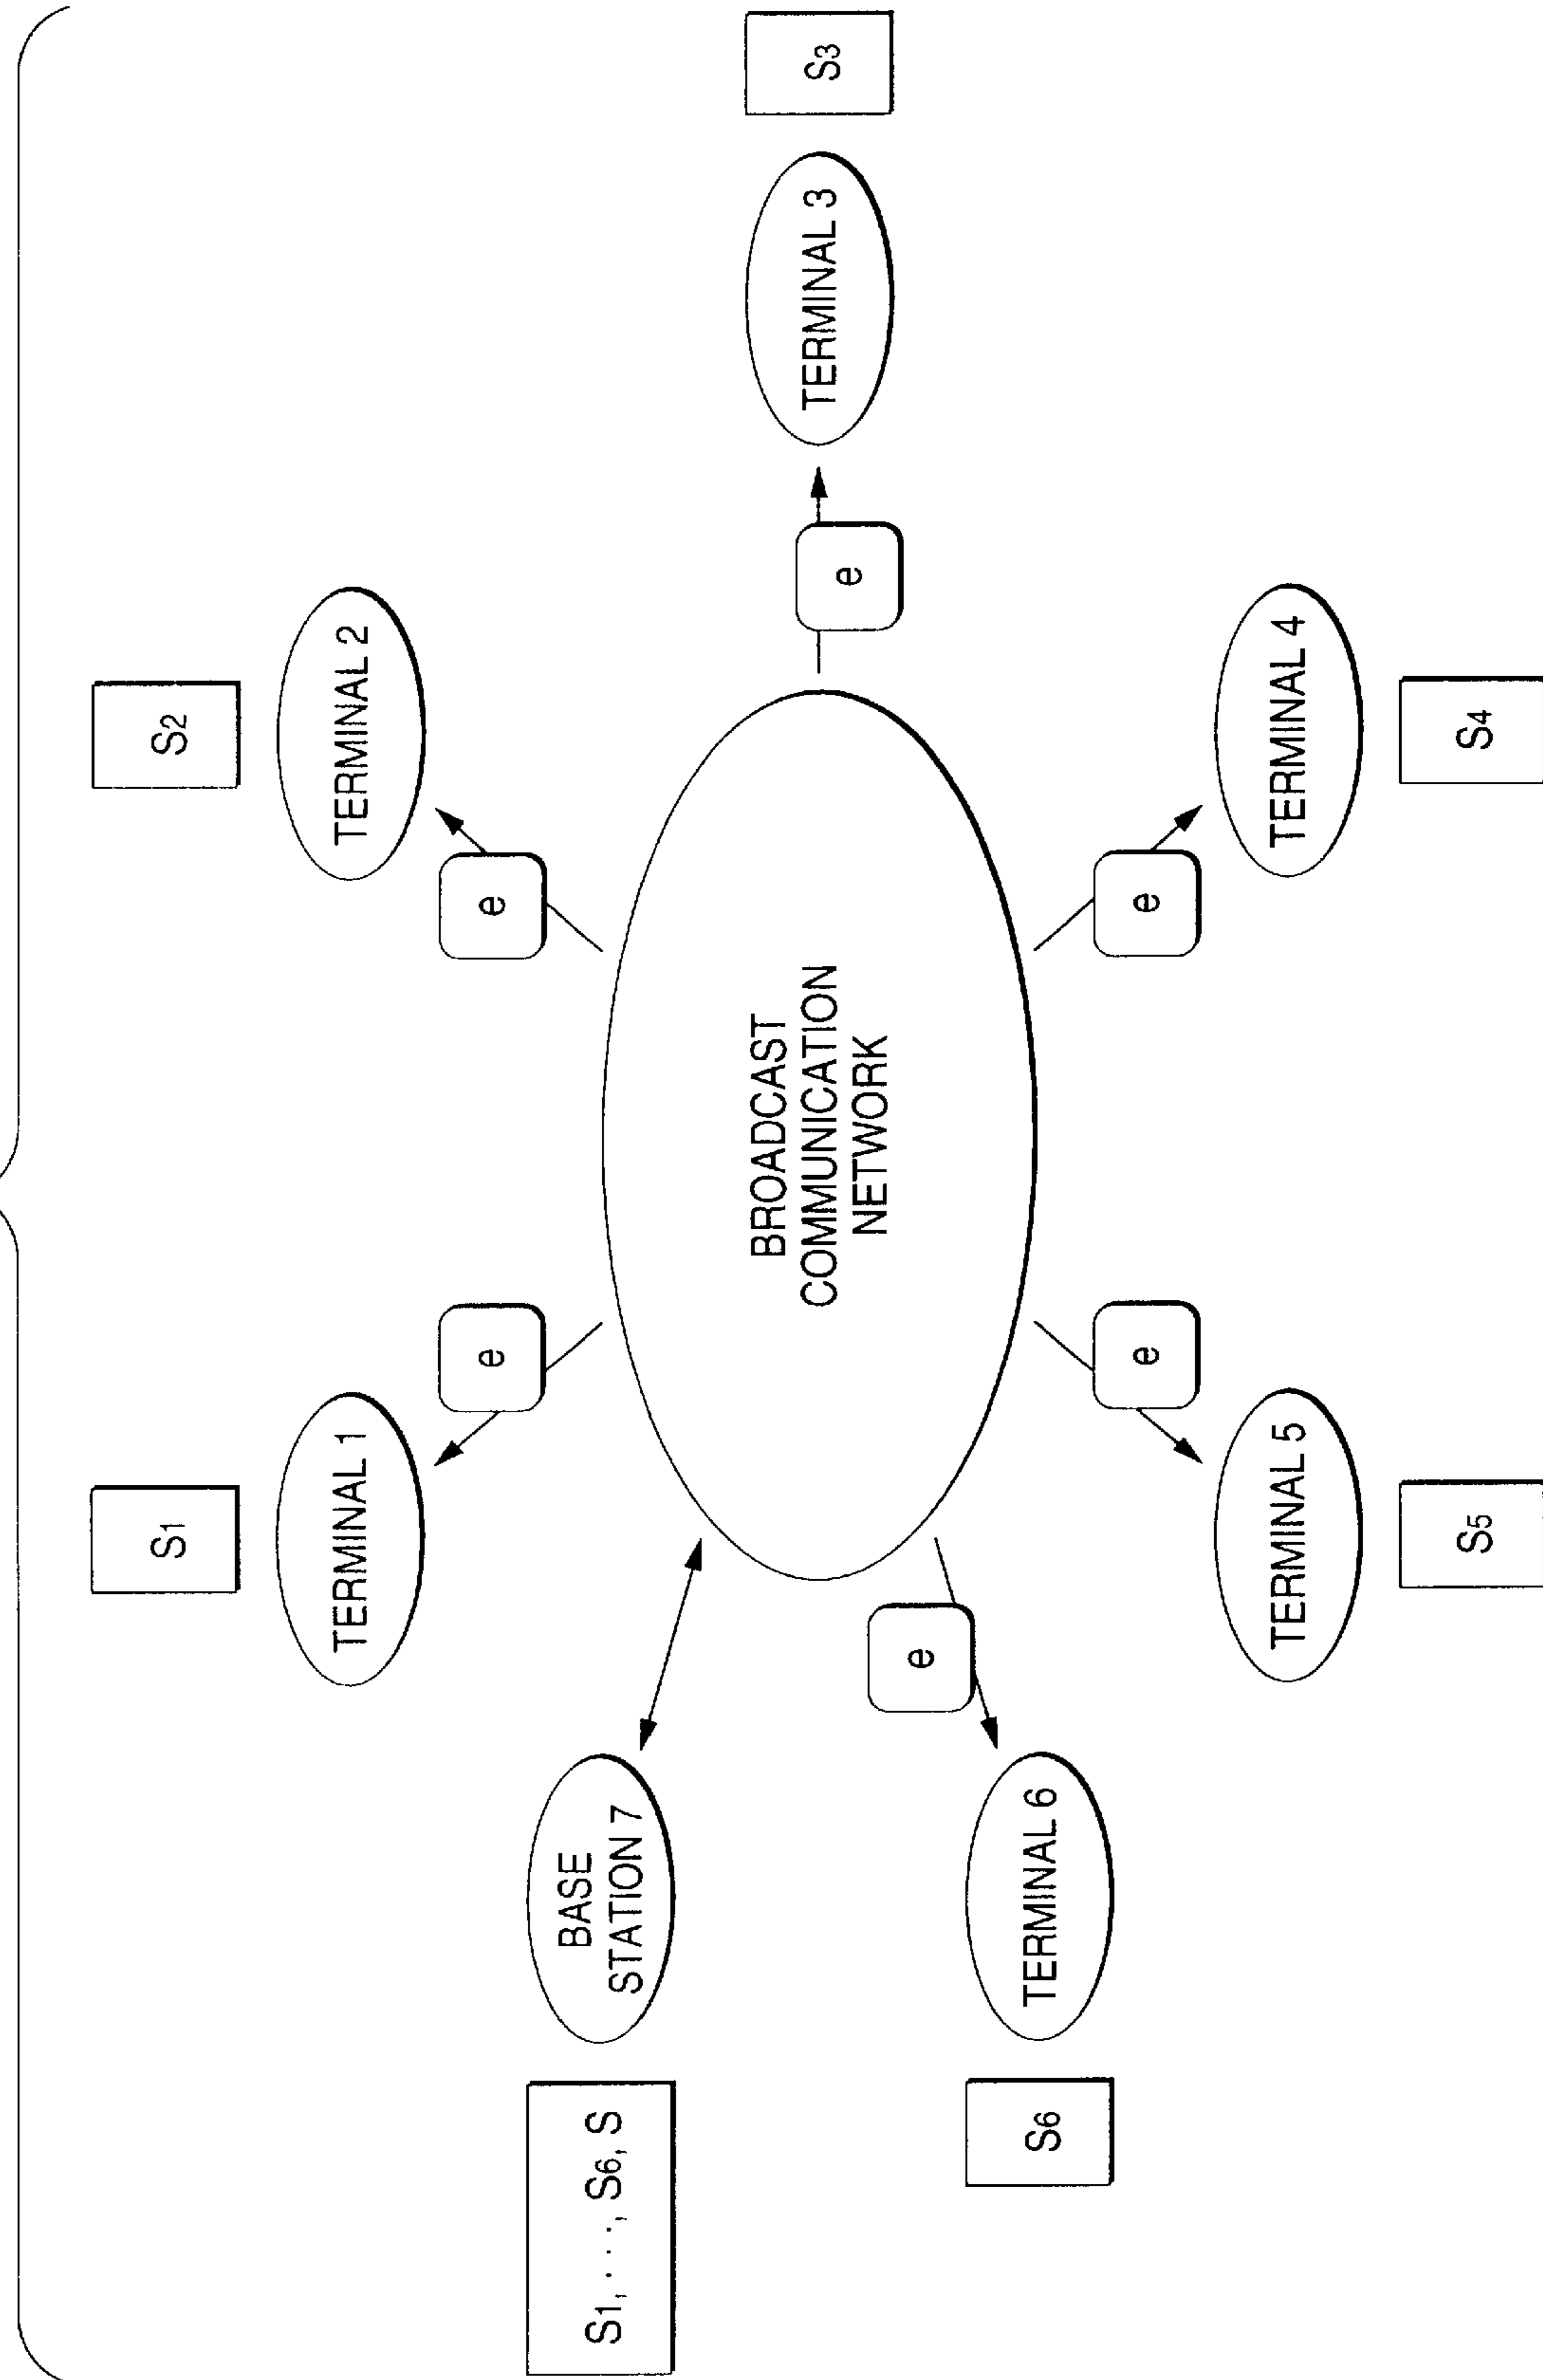 S1
S2
TERMINAL 1
TERMINAL 2
e
e
S1, · · ·, S6, S
BASE
STATION 7
BROADCAST
COMMUNICATION
NETWORK
e
TERMINAL 3
S3
S6
TERMINAL 6
e
e
e
TERMINAL 5
TERMINAL 4
S5
S4